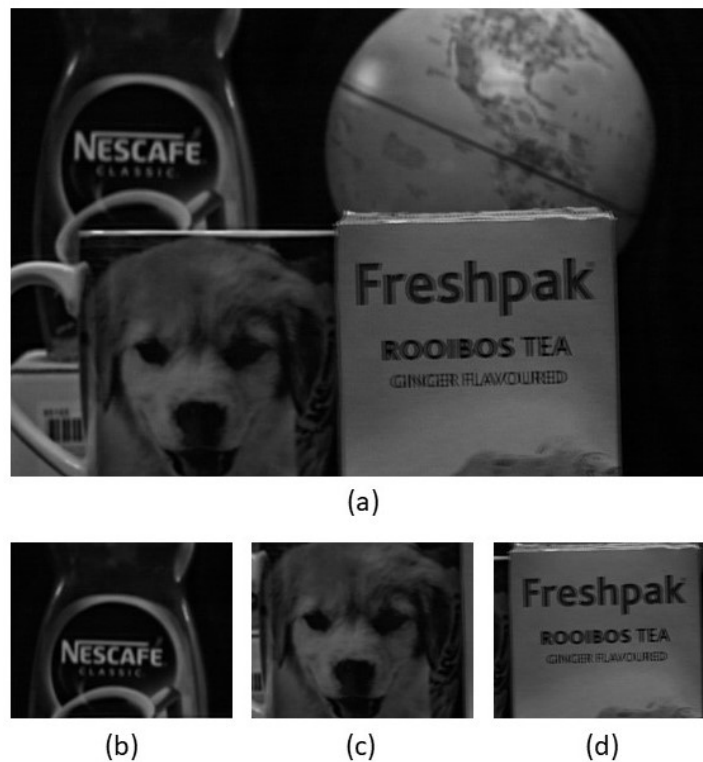 NESCAFÉ
CLASSIC.
Freshpak
ROOIBOS TEA
GINGER FLAVOURED
(a)
NESCAFÉ
CLASSIC.
(b)
(c)
Freshpak
ROOIBOS TEA
GINGER FLAVOURED
(d)